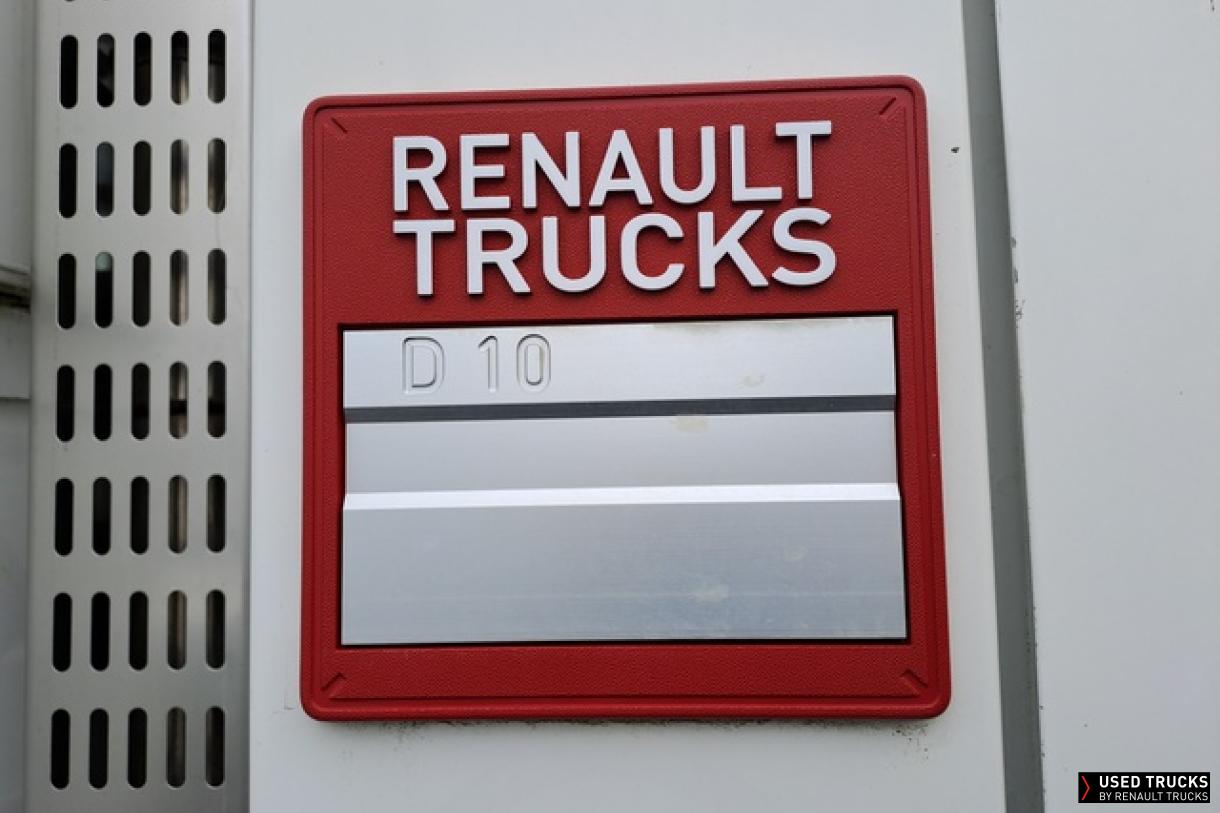 RENAULT
TRUCKS
D 10
USED TRUCKS
BY RENAULT TRUCKS